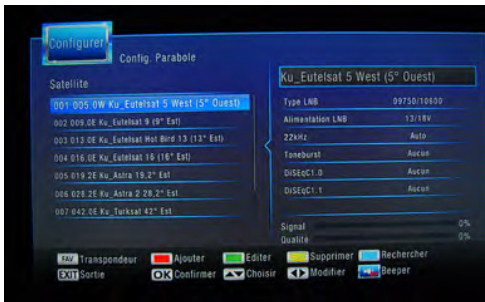 Configurer
Config. Parabole
Satellite
001 005.0W Ku_Eutelsat 5 West (5° Ouest)
002 009.0E Ku_Eutelsat 9 (9° Est)
003 013.0E Ku_Eutelsat Hot Bird 13 (13° Est)
004 016.0E Ku_Eutelsat 16 (16° Est)
005 019.2E Ku_Astra 19,2° Est
006 028.2E Ku_Astra 2 28,2° Est
007 042.0E Ku_Turksat 42° Est
Ku_Eutelsat 5 West (5° Ouest)
Type LNB 09750/10600
Alimentation LNB 13/18V
22kHz Auto
Toneburst Aucun
DiSEqC1.0 Aucun
DiSEqC1.1 Aucun
Signal 0%
Qualité 0%
FAV Transpondeur Ajouter Editer Supprimer Rechercher
EXIT Sortie OK Confirmer Choisir Modifier Beeper